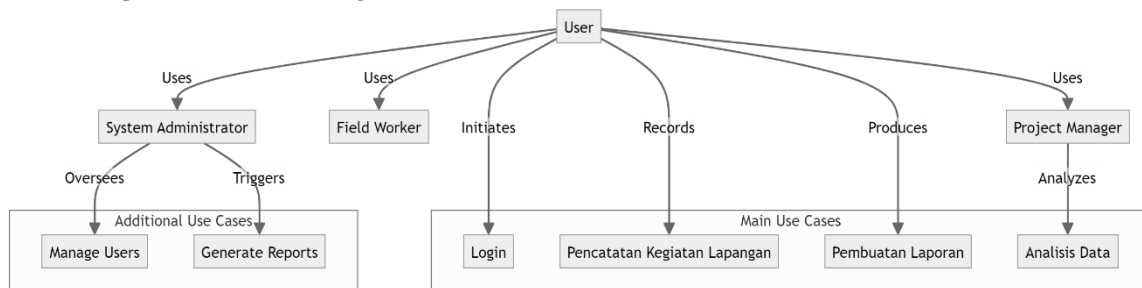 User
Uses
Uses
Uses
System Administrator
Field Worker
Initiates
Records
Produces
Project Manager
Oversees
Triggers
Analyzes
Additional Use Cases
Main Use Cases
Manage Users
Generate Reports
Login
Pencatatan Kegiatan Lapangan
Pembuatan Laporan
Analisis Data